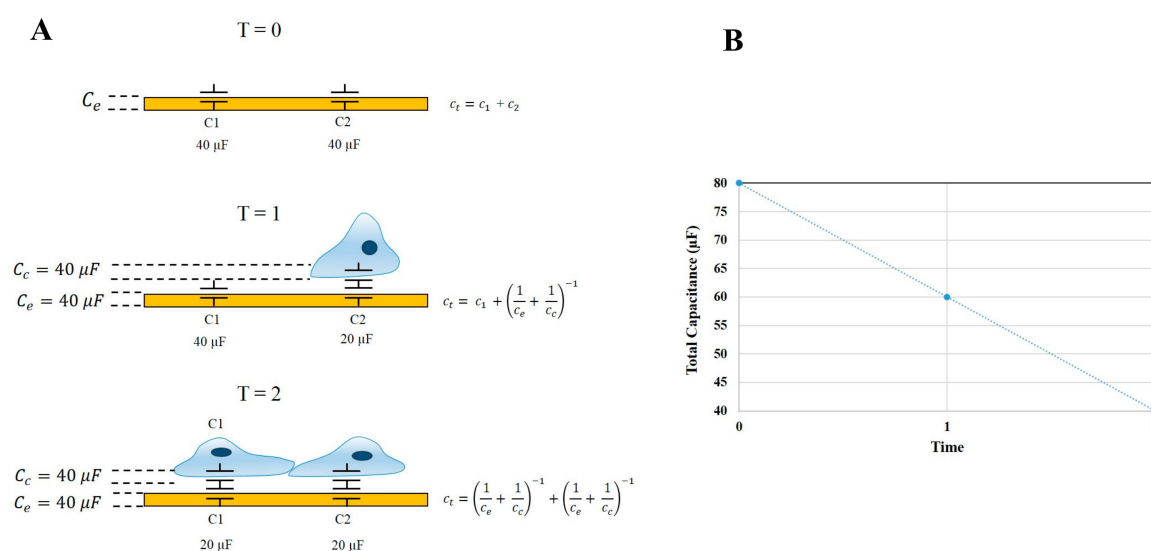 A
T = 0
C_e
C1 C2
40 µF 40 µF
c_t = c_1 + c_2
T = 1
C_c = 40 µF
C_e = 40 µF
C1 C2
40 µF 20 µF
c_t = c_1 + (1/c_e + 1/c_c)^{-1}
T = 2
C1
C_c = 40 µF
C_e = 40 µF
C1 C2
20 µF 20 µF
c_t = (1/c_e + 1/c_c)^{-1} + (1/c_e + 1/c_c)^{-1}
B
Total Capacitance (µF)
80
75
70
65
60
55
50
45
40
0 1
Time